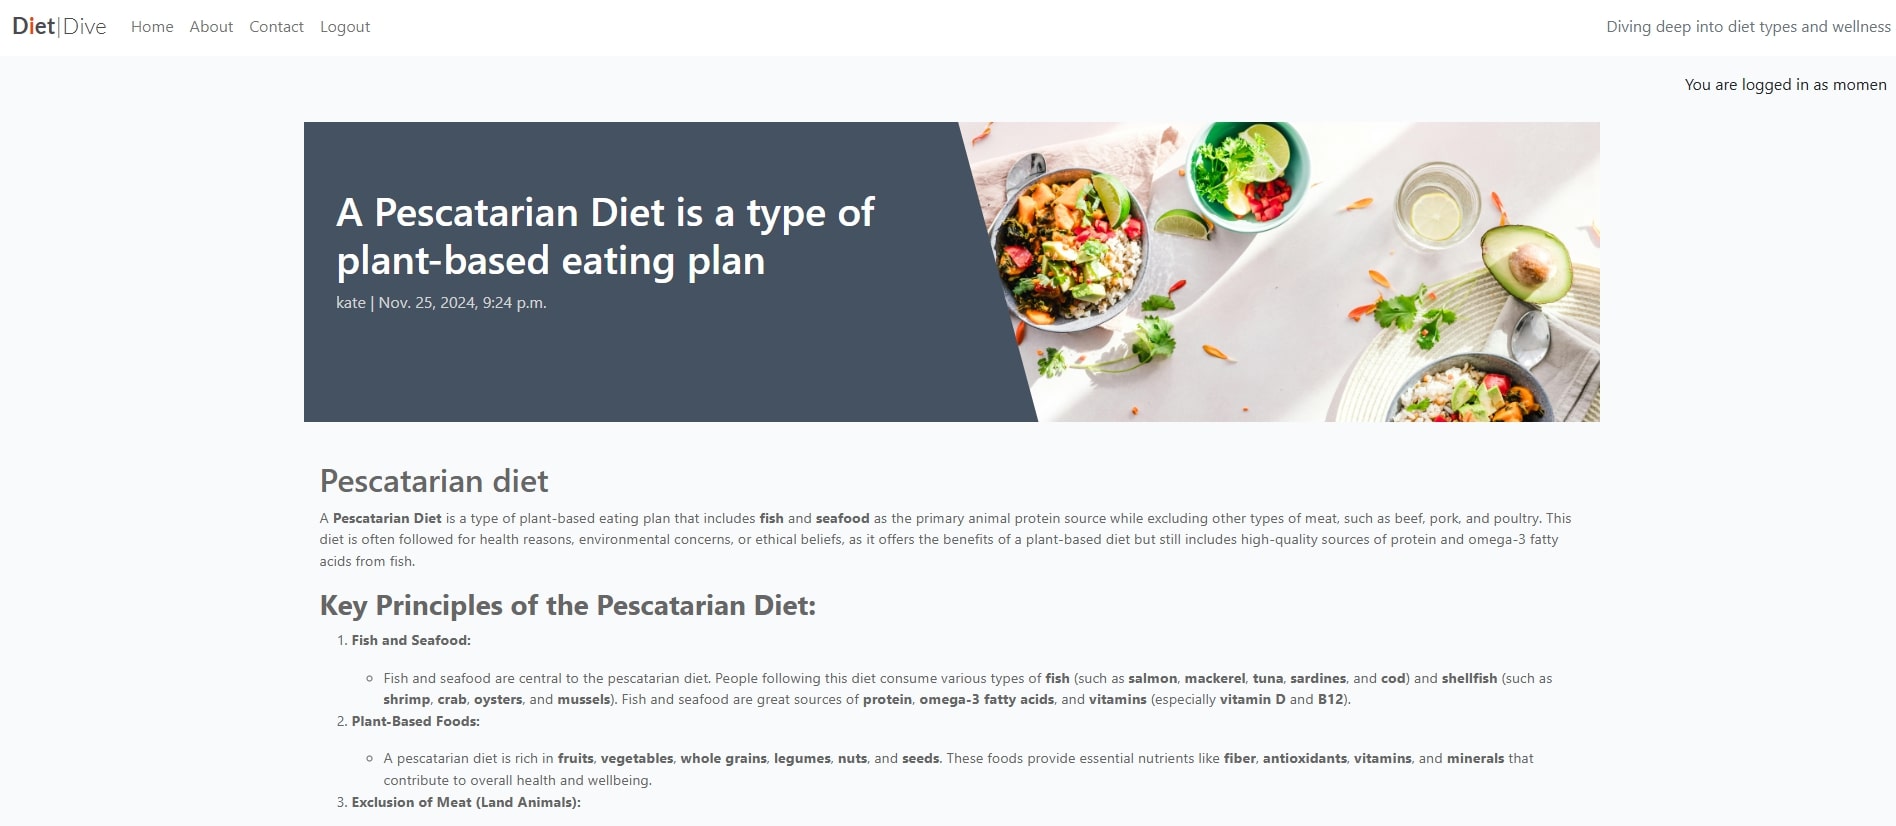 Diet|Dive Home About Contact Logout Diving deep into diet types and wellness
You are logged in as momen
A Pescatarian Diet is a type of
plant-based eating plan
kate | Nov. 25, 2024, 9:24 p.m.
Pescatarian diet
A Pescatarian Diet is a type of plant-based eating plan that includes fish and seafood as the primary animal protein source while excluding other types of meat, such as beef, pork, and poultry. This
diet is often followed for health reasons, environmental concerns, or ethical beliefs, as it offers the benefits of a plant-based diet but still includes high-quality sources of protein and omega-3 fatty
acids from fish.
Key Principles of the Pescatarian Diet:
1. Fish and Seafood:
◦ Fish and seafood are central to the pescatarian diet. People following this diet consume various types of fish (such as salmon, mackerel, tuna, sardines, and cod) and shellfish (such as
shrimp, crab, oysters, and mussels). Fish and seafood are great sources of protein, omega-3 fatty acids, and vitamins (especially vitamin D and B12).
2. Plant-Based Foods:
◦ A pescatarian diet is rich in fruits, vegetables, whole grains, legumes, nuts, and seeds. These foods provide essential nutrients like fiber, antioxidants, vitamins, and minerals that
contribute to overall health and wellbeing.
3. Exclusion of Meat (Land Animals):